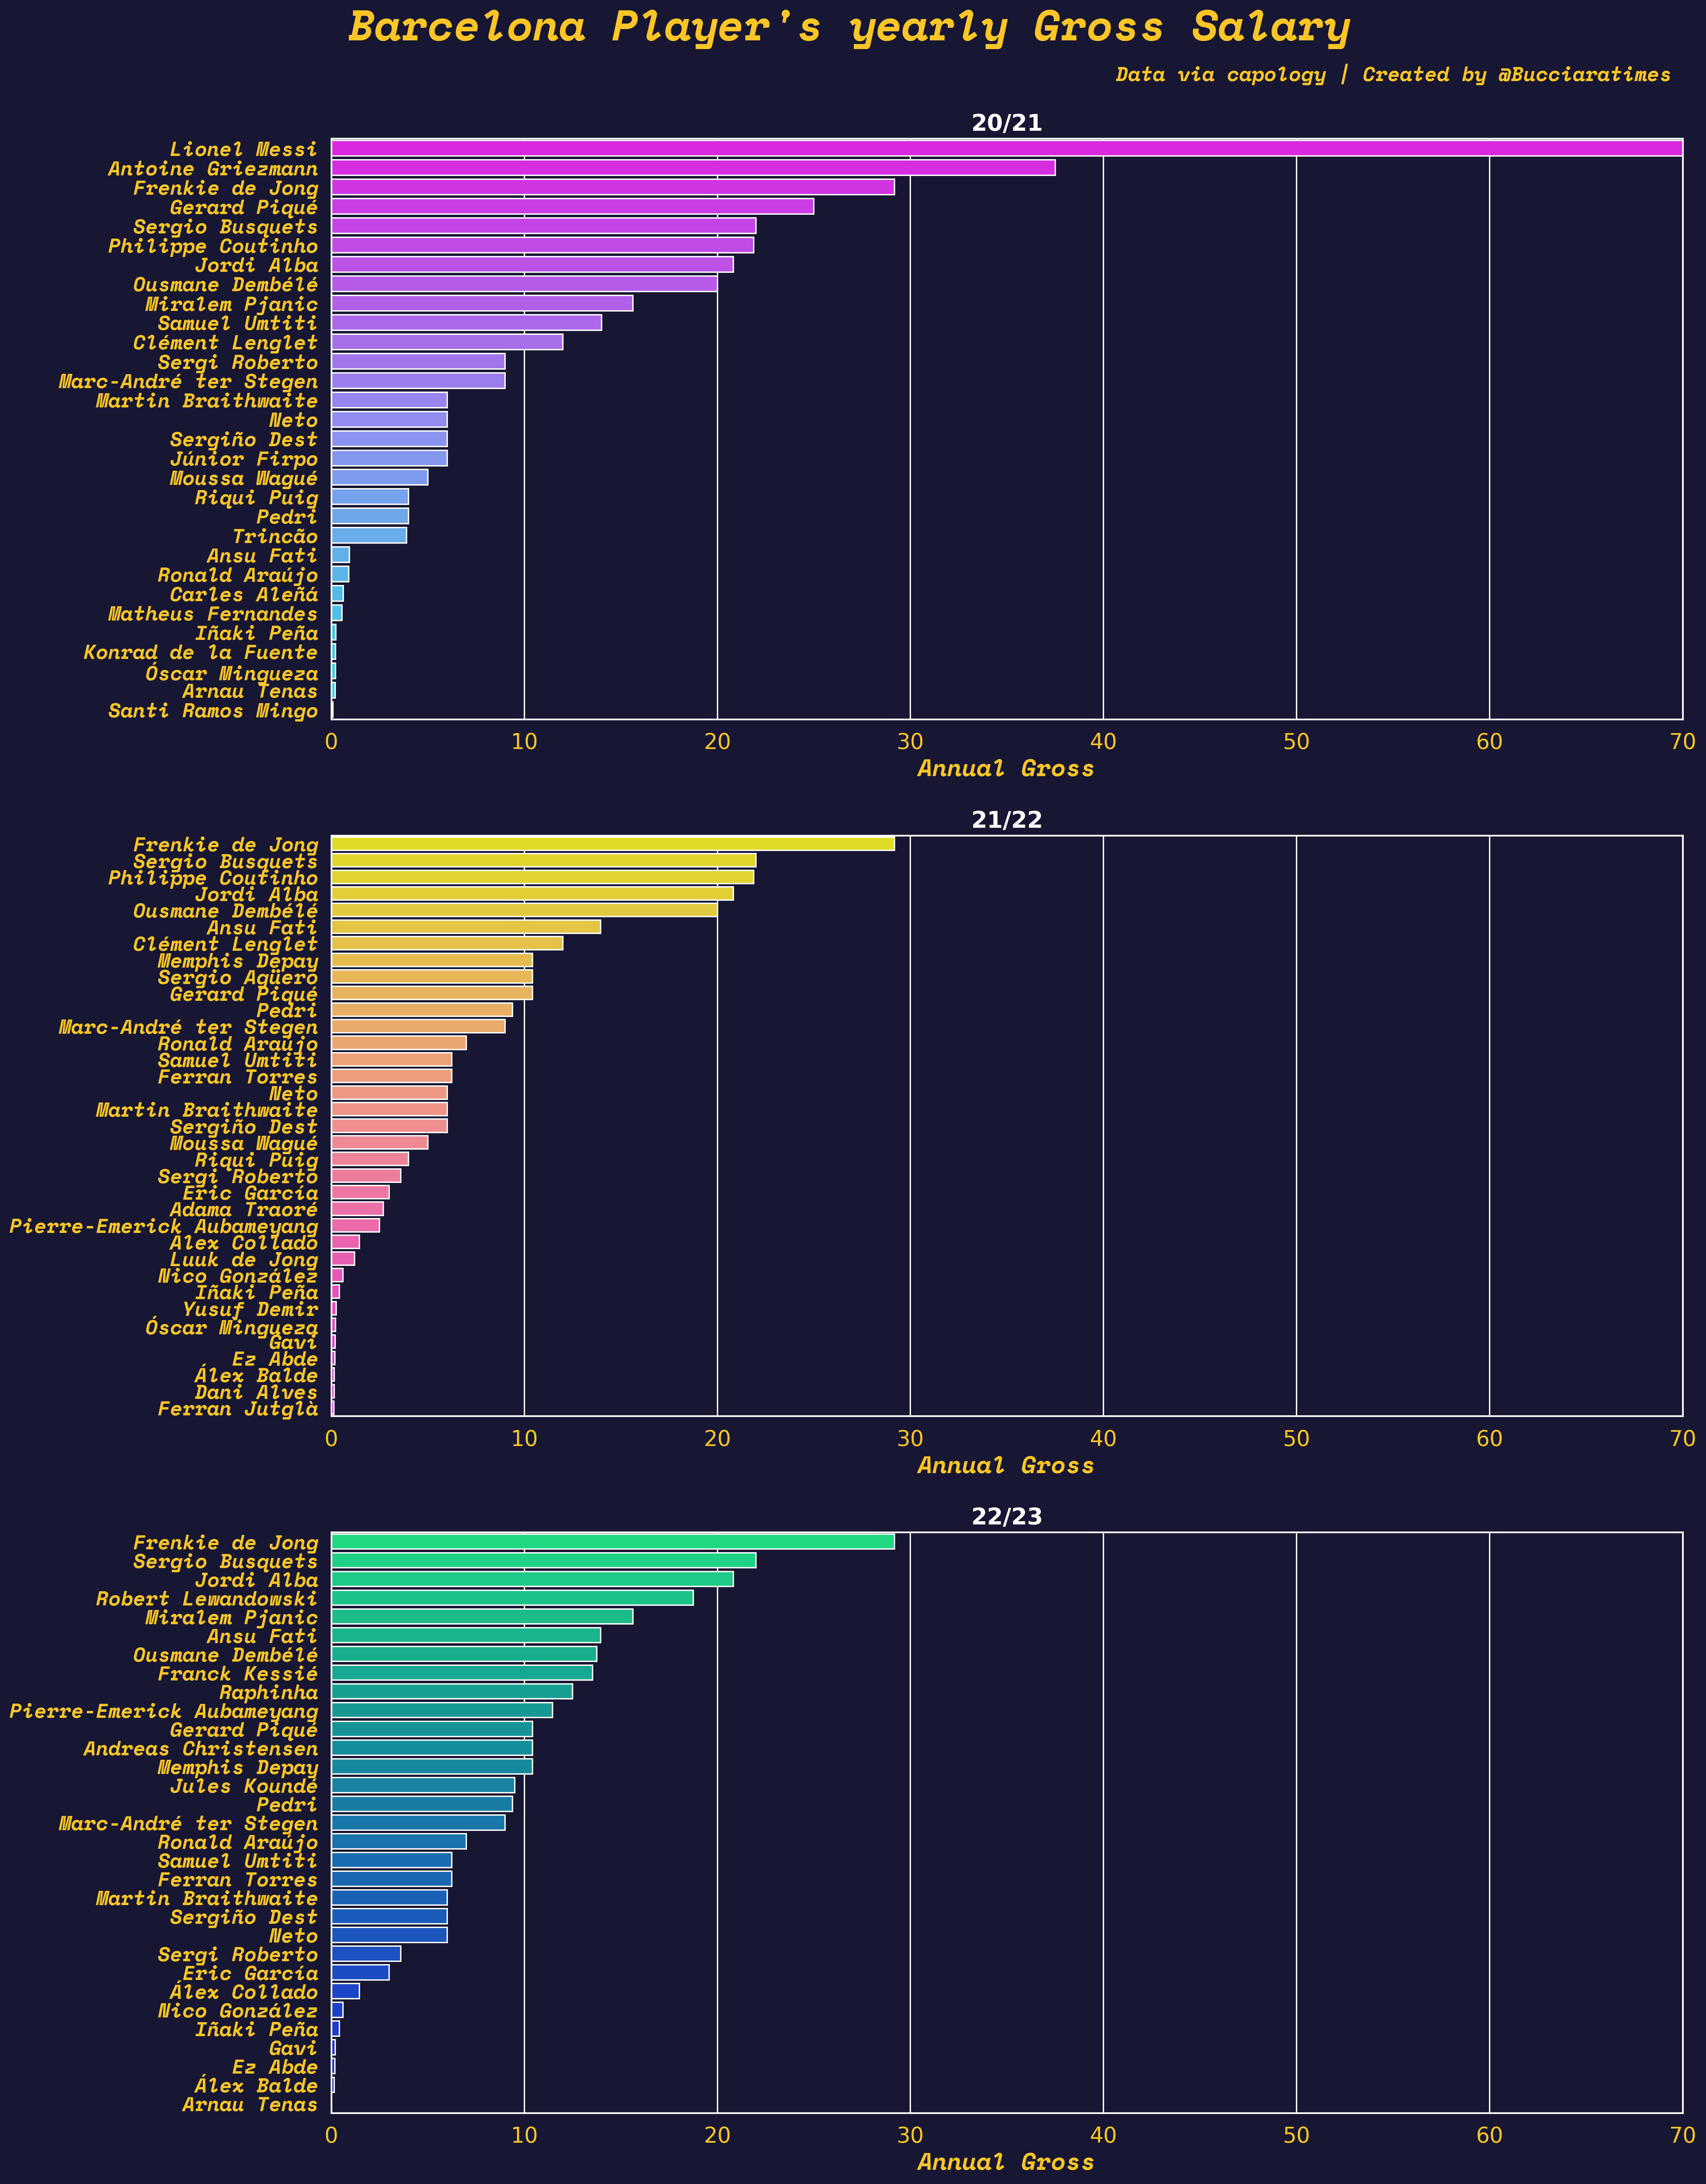 Barcelona Player's yearly Gross Salary
Data via capology | Created by @Bucciaratimes
20/21
Lionel Messi
Antoine Griezmann
Frenkie de Jong
Gerard Piqué
Sergio Busquets
Philippe Coutinho
Jordi Alba
Ousmane Dembélé
Miralem Pjanic
Samuel Umtiti
Clément Lenglet
Sergi Roberto
Marc-André ter Stegen
Martin Braithwaite
Neto
Sergiño Dest
Júnior Firpo
Moussa Wagué
Riqui Puig
Pedri
Trincão
Ansu Fati
Ronald Araújo
Carles Aleñá
Matheus Fernandes
Iñaki Peña
Konrad de la Fuente
Óscar Mingueza
Arnau Tenas
Santi Ramos Mingo
0 10 20 30 40 50 60 70
Annual Gross
21/22
Frenkie de Jong
Sergio Busquets
Philippe Coutinho
Jordi Alba
Ousmane Dembélé
Ansu Fati
Clément Lenglet
Memphis Depay
Sergio Agüero
Gerard Piqué
Pedri
Marc-André ter Stegen
Ronald Araújo
Samuel Umtiti
Ferran Torres
Neto
Martin Braithwaite
Sergiño Dest
Moussa Wagué
Riqui Puig
Sergi Roberto
Eric García
Adama Traoré
Pierre-Emerick Aubameyang
Álex Collado
Luuk de Jong
Nico González
Iñaki Peña
Yusuf Demir
Óscar Mingueza
Gavi
Ez Abde
Álex Balde
Dani Alves
Ferran Jutglà
0 10 20 30 40 50 60 70
Annual Gross
22/23
Frenkie de Jong
Sergio Busquets
Jordi Alba
Robert Lewandowski
Miralem Pjanic
Ansu Fati
Ousmane Dembélé
Franck Kessié
Raphinha
Pierre-Emerick Aubameyang
Gerard Piqué
Andreas Christensen
Memphis Depay
Jules Koundé
Pedri
Marc-André ter Stegen
Ronald Araújo
Samuel Umtiti
Ferran Torres
Martin Braithwaite
Sergiño Dest
Neto
Sergi Roberto
Eric García
Álex Collado
Nico González
Iñaki Peña
Gavi
Ez Abde
Álex Balde
Arnau Tenas
0 10 20 30 40 50 60 70
Annual Gross